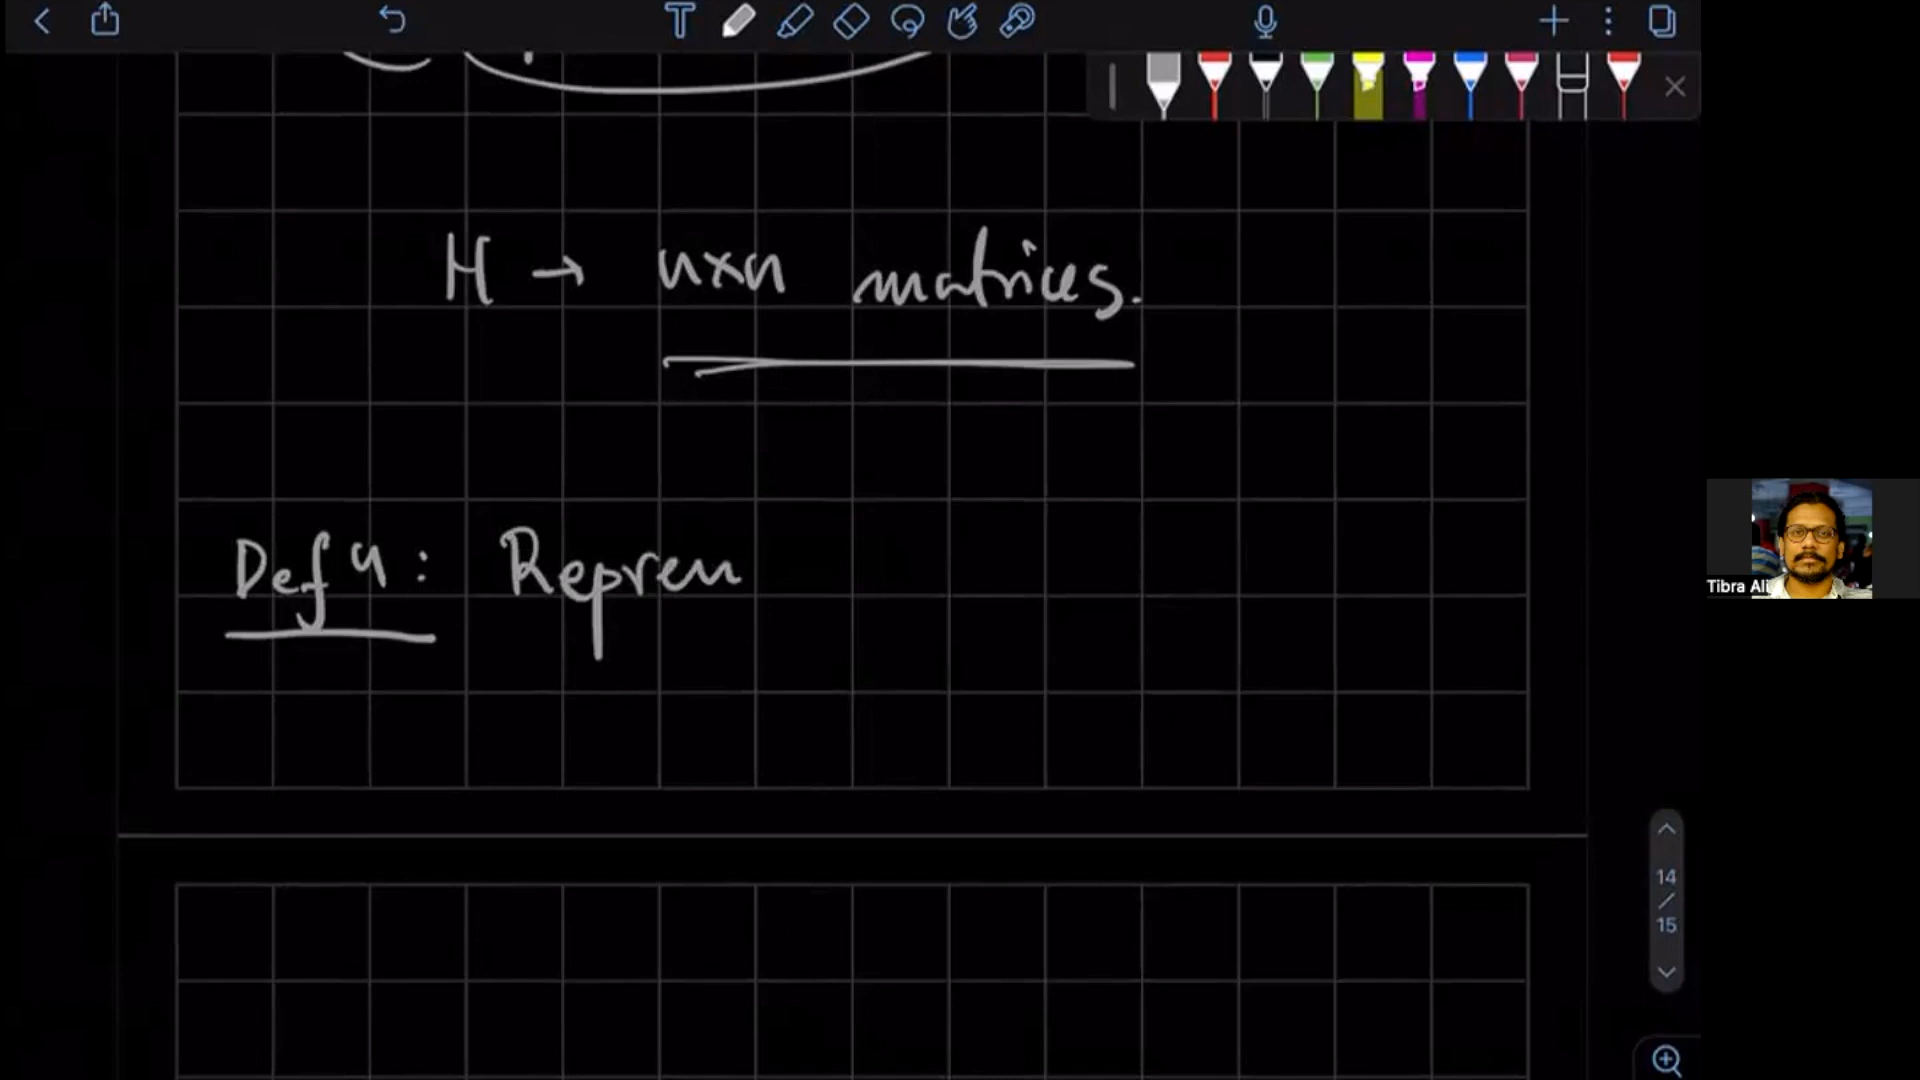 H → nxn matrices.
Def 4: Repren
Tibra Ali
14
/
15